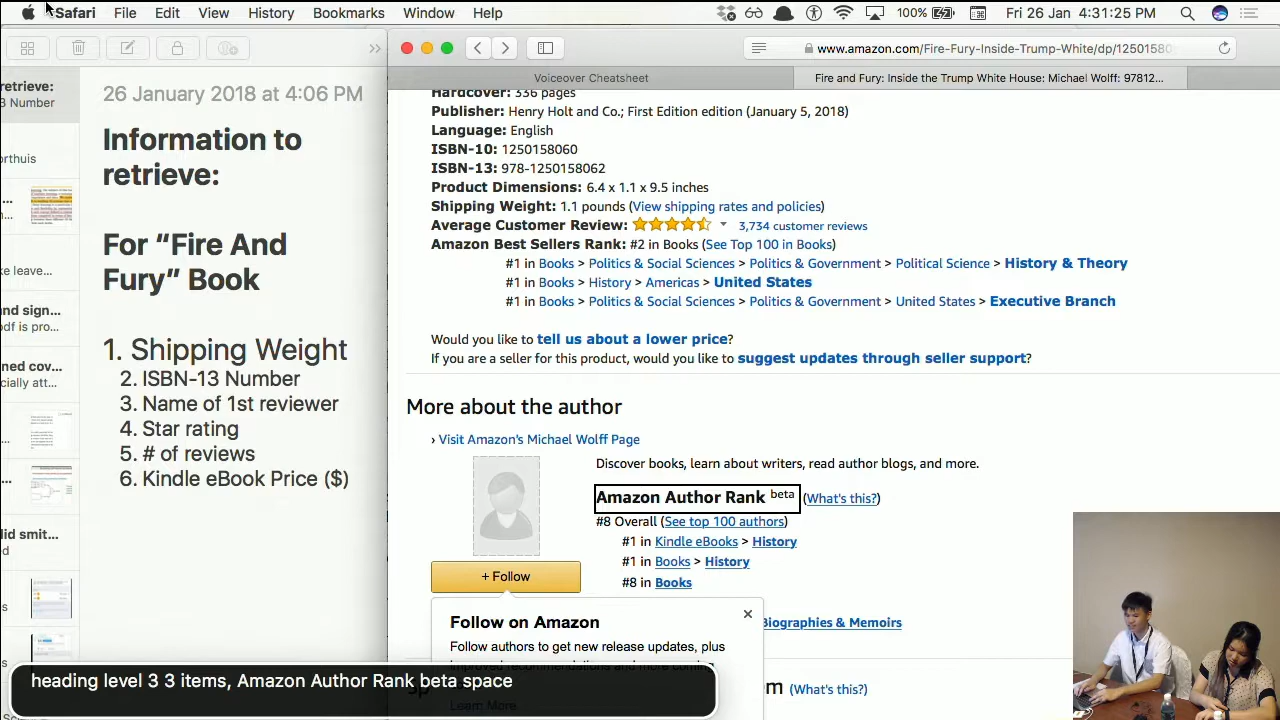 Safari File Edit View History Bookmarks Window Help 100% Fri 26 Jan 4:31:25 PM
www.amazon.com/Fire-Fury-Inside-Trump-White/dp/125015806
Voiceover Cheatsheet
Fire and Fury: Inside the Trump White House: Michael Wolff: 97812...
etrieve:
3 Number
orthuis
...
...
ke leave...
and sign...
odf is pro...
ned cov...
cially att...
...
lid smit...
ed
s
s
26 January 2018 at 4:06 PM
Information to
retrieve:
For “Fire And
Fury” Book
1. Shipping Weight
2. ISBN-13 Number
3. Name of 1st reviewer
4. Star rating
5. # of reviews
6. Kindle eBook Price ($)
Hardcover: 336 pages
Publisher: Henry Holt and Co.; First Edition edition (January 5, 2018)
Language: English
ISBN-10: 1250158060
ISBN-13: 978-1250158062
Product Dimensions: 6.4 x 1.1 x 9.5 inches
Shipping Weight: 1.1 pounds (View shipping rates and policies)
Average Customer Review: 3,734 customer reviews
Amazon Best Sellers Rank: #2 in Books (See Top 100 in Books)
#1 in Books > Politics & Social Sciences > Politics & Government > Political Science > History & Theory
#1 in Books > History > Americas > United States
#1 in Books > Politics & Social Sciences > Politics & Government > United States > Executive Branch
Would you like to tell us about a lower price?
If you are a seller for this product, would you like to suggest updates through seller support?
More about the author
› Visit Amazon's Michael Wolff Page
Discover books, learn about writers, read author blogs, and more.
Amazon Author Rank beta (What's this?)
#8 Overall (See top 100 authors)
#1 in Kindle eBooks > History
#1 in Books > History
#8 in Books
+ Follow
Biographies & Memoirs
Follow on Amazon
Follow authors to get new release updates, plus
improved recommendations and more coming
Learn More
m (What's this?)
heading level 3 3 items, Amazon Author Rank beta space